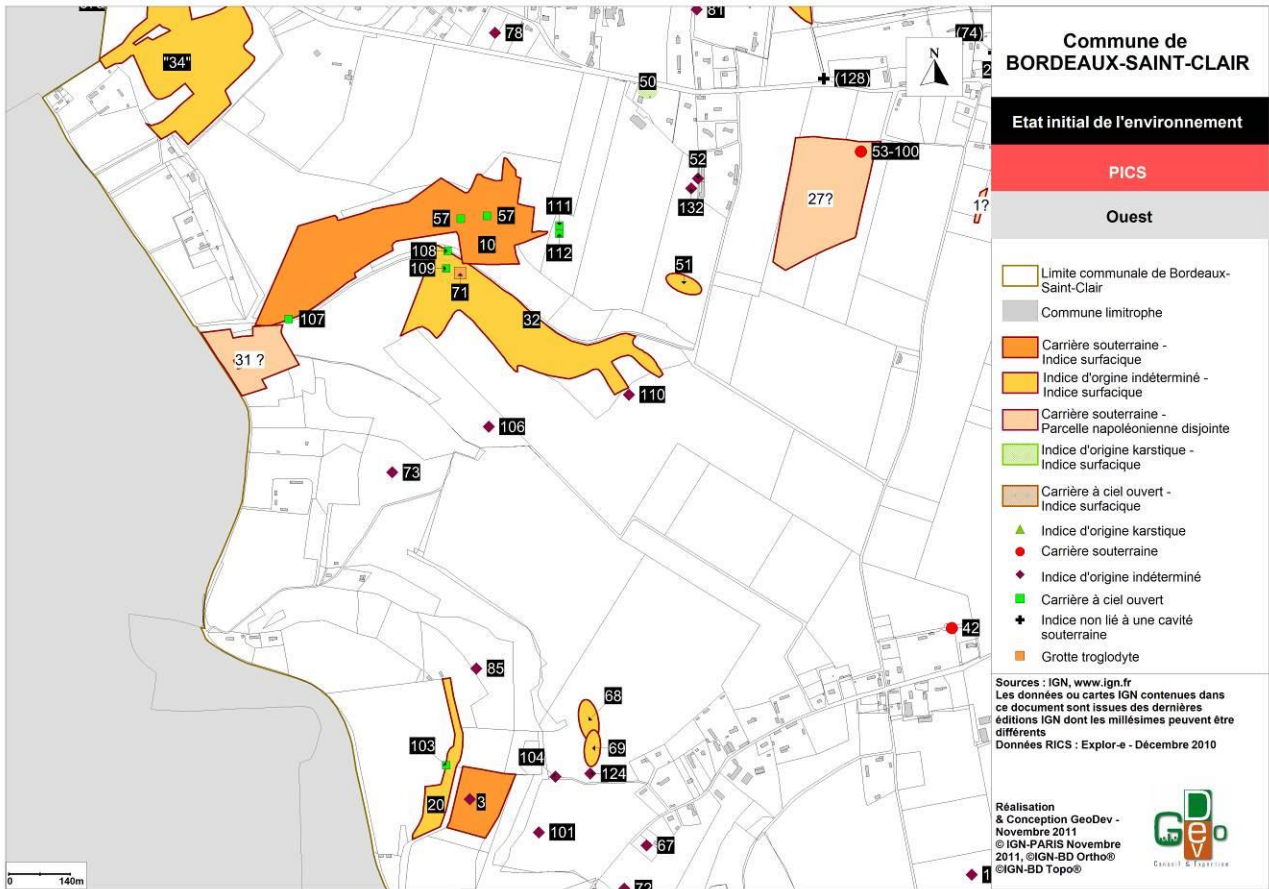 "34"
78
81
(74)
N
50
(128)
52
132
53-100
27?
1?
57
57
111
10
112
108
109
71
51
32
107
31 ?
110
106
73
42
85
68
69
103
104
124
20
3
101
67
72
140m
Commune de
BORDEAUX-SAINT-CLAIR
Etat initial de l'environnement
PICS
Ouest
Limite communale de Bordeaux-
Saint-Clair
Commune limitrophe
Carrière souterraine -
Indice surfacique
Indice d'orgine indéterminé -
Indice surfacique
Carrière souterraine -
Parcelle napoléonienne disjointe
Indice d'origine karstique -
Indice surfacique
Carrière à ciel ouvert -
Indice surfacique
Indice d'origine karstique
Carrière souterraine
Indice d'origine indéterminé
Carrière à ciel ouvert
Indice non lié à une cavité
souterraine
Grotte troglodyte
Sources : IGN, www.ign.fr
Les données ou cartes IGN contenues dans
ce document sont issues des dernières
éditions IGN dont les millésimes peuvent être
différents
Données RICS : Explor-e - Décembre 2010
Réalisation
& Conception GeoDev -
Novembre 2011
© IGN-PARIS Novembre
2011, ©IGN-BD Ortho®
©IGN-BD Topo®
GeoDev
Conseil & Expertise